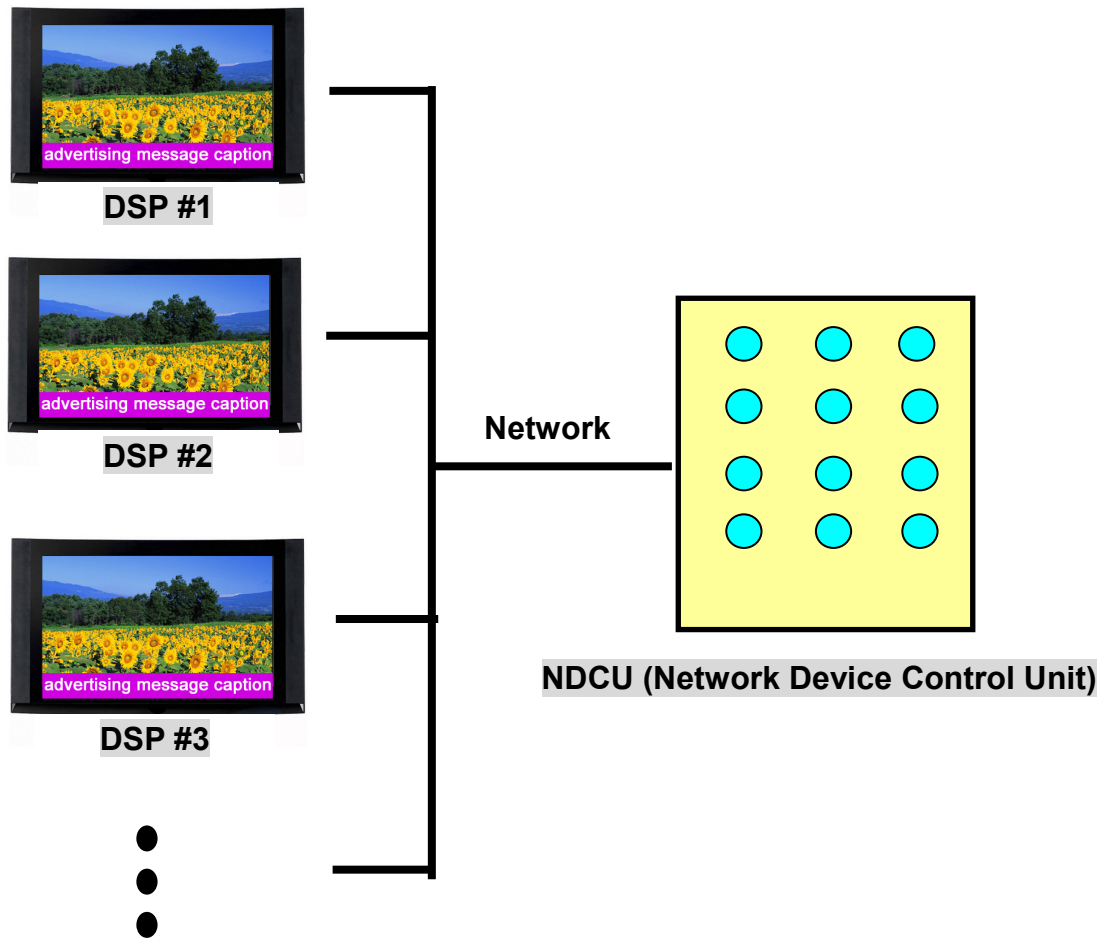 advertising message caption
DSP #1
advertising message caption
DSP #2
Network
advertising message caption
DSP #3
NDCU (Network Device Control Unit)